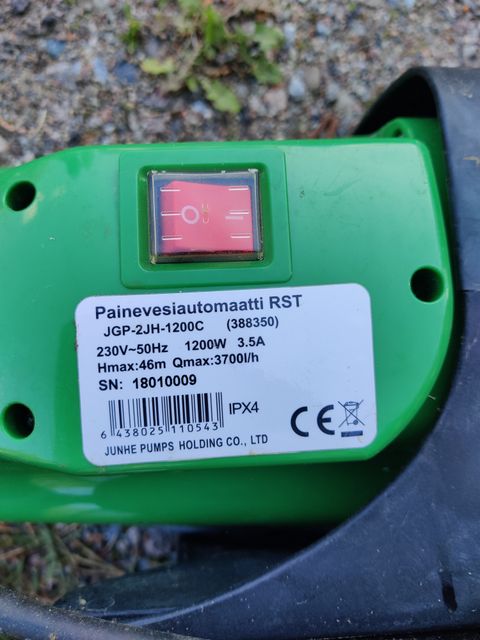 Painevesiautomaatti RST
JGP-2JH-1200C (388350)
230V~50Hz 1200W 3.5A
Hmax:46m Qmax:3700l/h
SN: 18010009
IPX4
6 438025 110543
CE
JUNHE PUMPS HOLDING CO., LTD